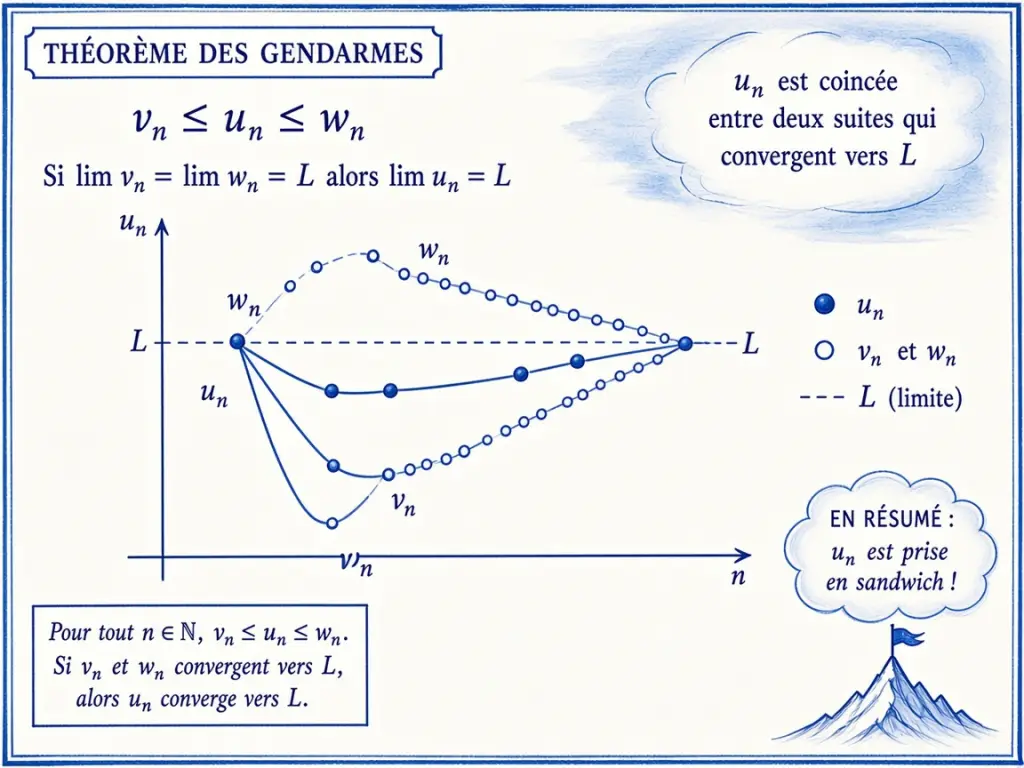 THÉORÈME DES GENDARMES
vₙ ≤ uₙ ≤ wₙ
Si lim vₙ = lim wₙ = L alors lim uₙ = L
uₙ est coincée
entre deux suites qui
convergent vers L
uₙ
wₙ
wₙ
L
L
uₙ
vₙ
n
uₙ
vₙ et wₙ
L (limite)
EN RÉSUMÉ :
uₙ est prise
en sandwich !
Pour tout n ∈ ℕ, vₙ ≤ uₙ ≤ wₙ.
Si vₙ et wₙ convergent vers L,
alors uₙ converge vers L.